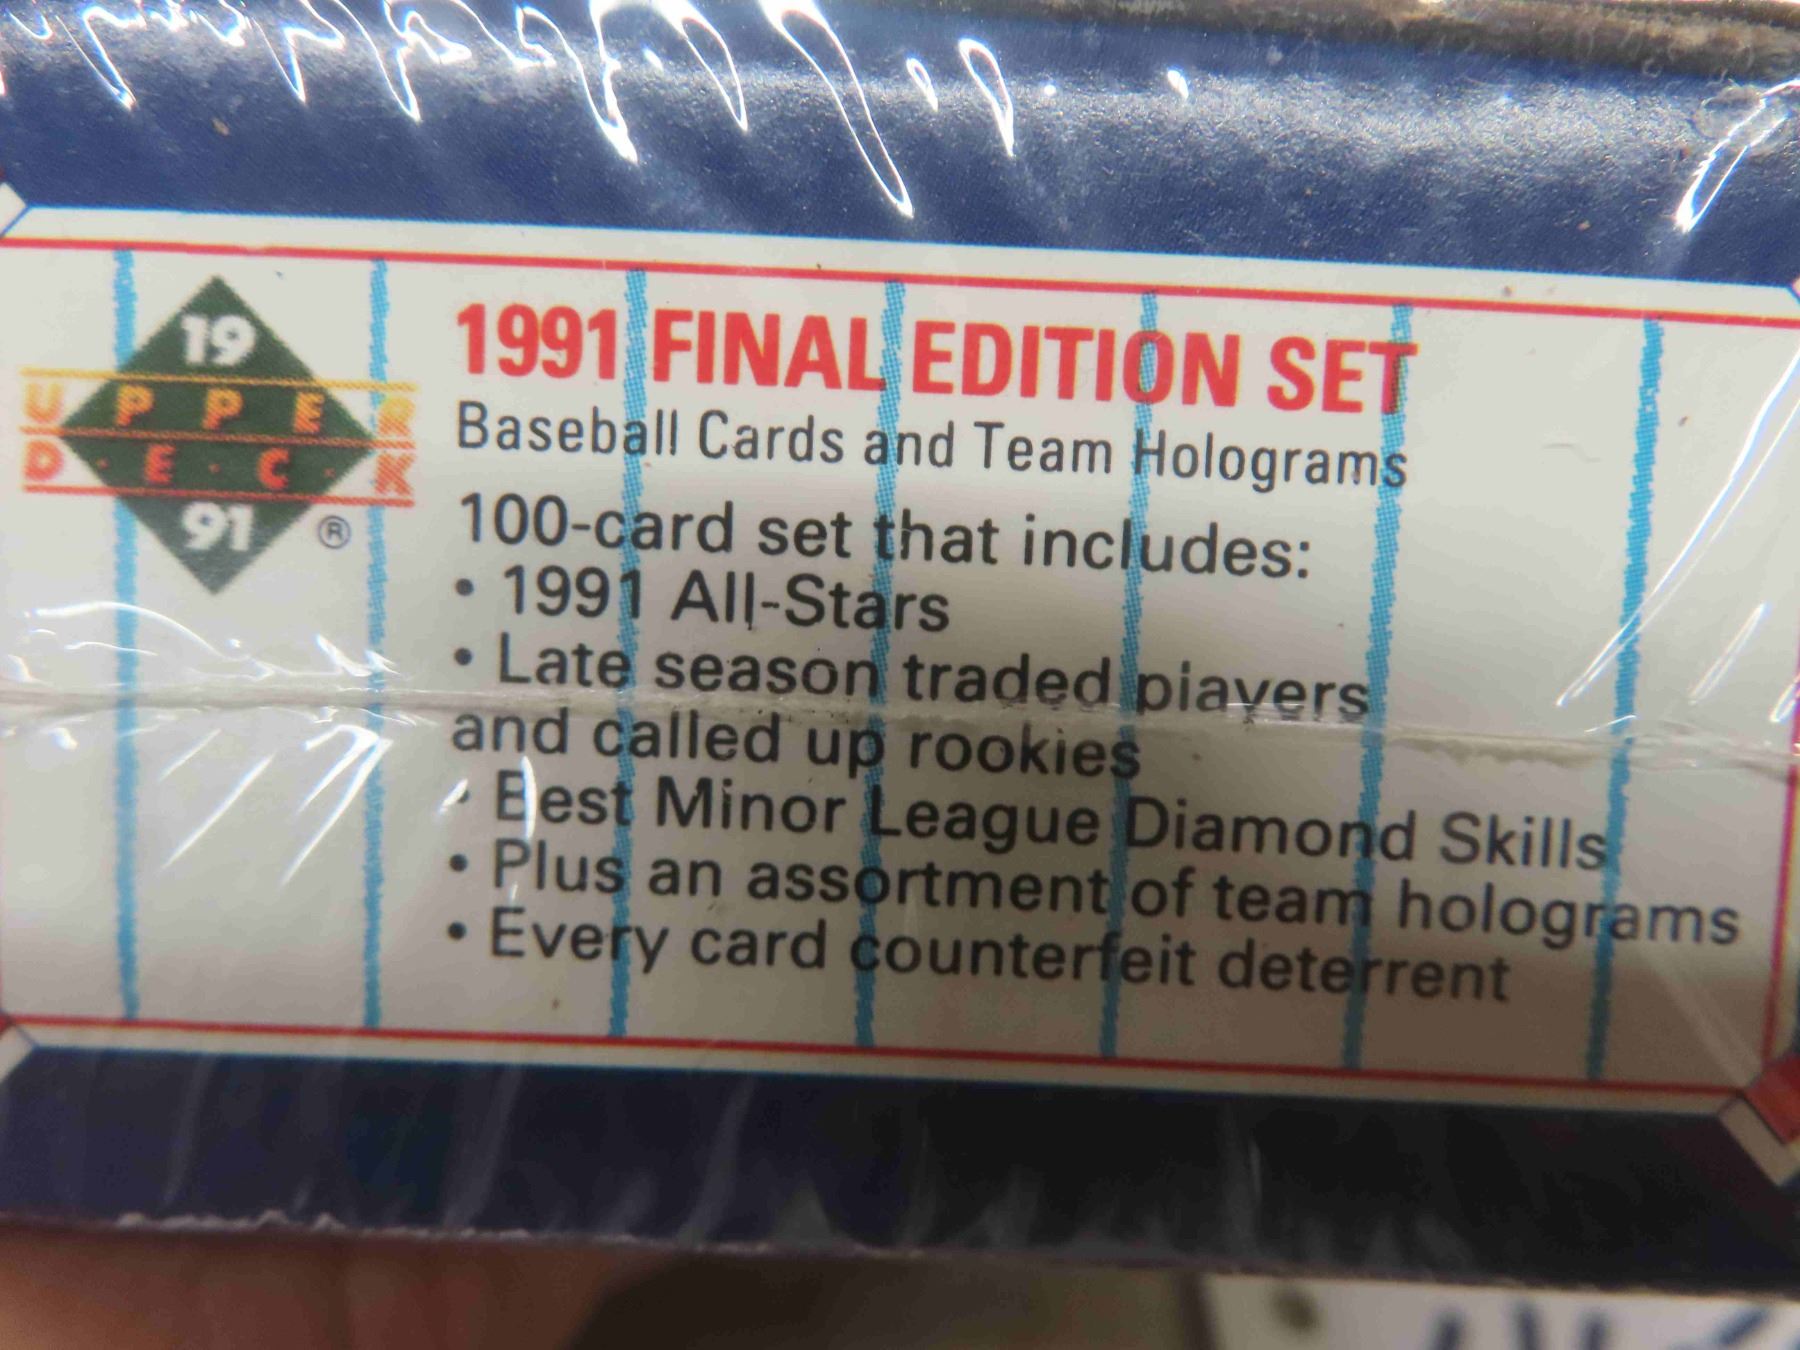 19
UPPER
D·E·C·K
91 ®
1991 FINAL EDITION SET
Baseball Cards and Team Holograms
100-card set that includes:
• 1991 All-Stars
• Late season traded players
and called up rookies
• Best Minor League Diamond Skills
• Plus an assortment of team holograms
• Every card counterfeit deterrent